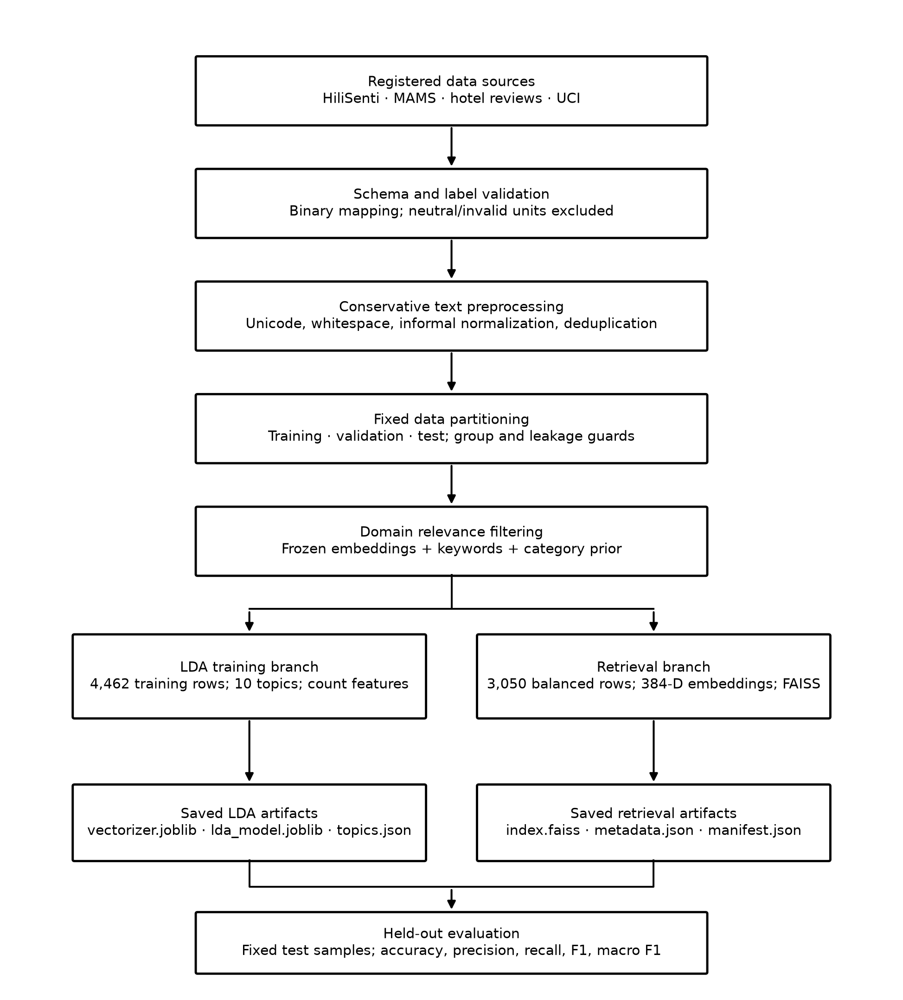 Registered data sources
HiliSenti · MAMS · hotel reviews · UCI
Schema and label validation
Binary mapping; neutral/invalid units excluded
Conservative text preprocessing
Unicode, whitespace, informal normalization, deduplication
Fixed data partitioning
Training · validation · test; group and leakage guards
Domain relevance filtering
Frozen embeddings + keywords + category prior
LDA training branch
4,462 training rows; 10 topics; count features
Retrieval branch
3,050 balanced rows; 384-D embeddings; FAISS
Saved LDA artifacts
vectorizer.joblib · lda_model.joblib · topics.json
Saved retrieval artifacts
index.faiss · metadata.json · manifest.json
Held-out evaluation
Fixed test samples; accuracy, precision, recall, F1, macro F1